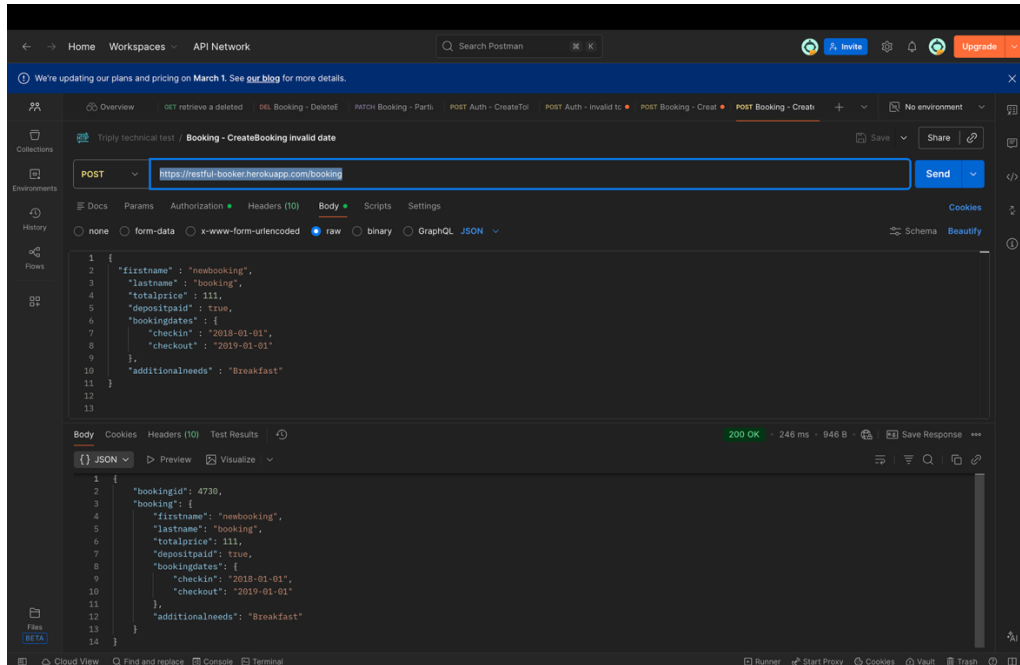 Home Workspaces API Network Search Postman ⌘ K Invite Upgrade
We're updating our plans and pricing on March 1. See our blog for more details.
Overview GET retrieve a deleted DEL Booking - DeleteE PATCH Booking - Parti POST Auth - CreateTol POST Auth - invalid tc POST Booking - Creat POST Booking - Create No environment
Collections
Environments
History
Flows
Files
BETA
Triply technical test / Booking - CreateBooking invalid date Save Share
POST https://restful-booker.herokuapp.com/booking Send
Docs Params Authorization Headers (10) Body Scripts Settings Cookies
none form-data x-www-form-urlencoded raw binary GraphQL JSON Schema Beautify
1 {
2 "firstname" : "newbooking",
3 "lastname" : "booking",
4 "totalprice" : 111,
5 "depositpaid" : true,
6 "bookingdates" : {
7 "checkin" : "2018-01-01",
8 "checkout" : "2019-01-01"
9 },
10 "additionalneeds" : "Breakfast"
11 }
12
13
Body Cookies Headers (10) Test Results 200 OK 246 ms 946 B Save Response
{} JSON Preview Visualize
1 {
2 "bookingid": 4730,
3 "booking": {
4 "firstname": "newbooking",
5 "lastname": "booking",
6 "totalprice": 111,
7 "depositpaid": true,
8 "bookingdates": {
9 "checkin": "2018-01-01",
10 "checkout": "2019-01-01"
11 },
12 "additionalneeds": "Breakfast"
13 }
14 }
AI
Cloud View Find and replace Console Terminal Runner Start Proxy Cookies Vault Trash